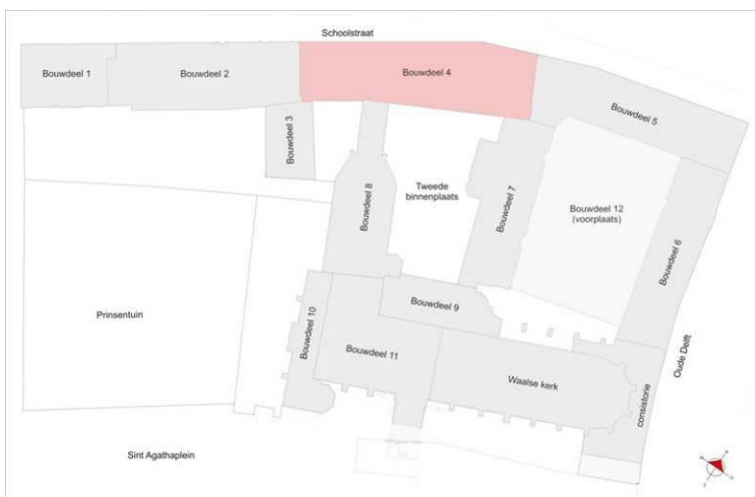 Schoolstraat
Bouwdeel 1
Bouwdeel 2
Bouwdeel 4
Bouwdeel 5
Bouwdeel 3
Bouwdeel 8
Tweede
binnenplaats
Bouwdeel 7
Bouwdeel 12
(voorplaats)
Bouwdeel 6
Prinsentuin
Bouwdeel 10
Bouwdeel 9
Bouwdeel 11
Waalse kerk
consistorie
Oude Delft
Sint Agathaplein